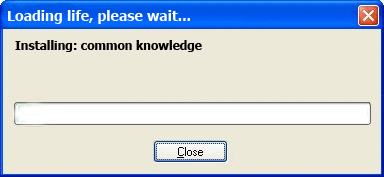 Loading life, please wait...
Installing: common knowledge
Close